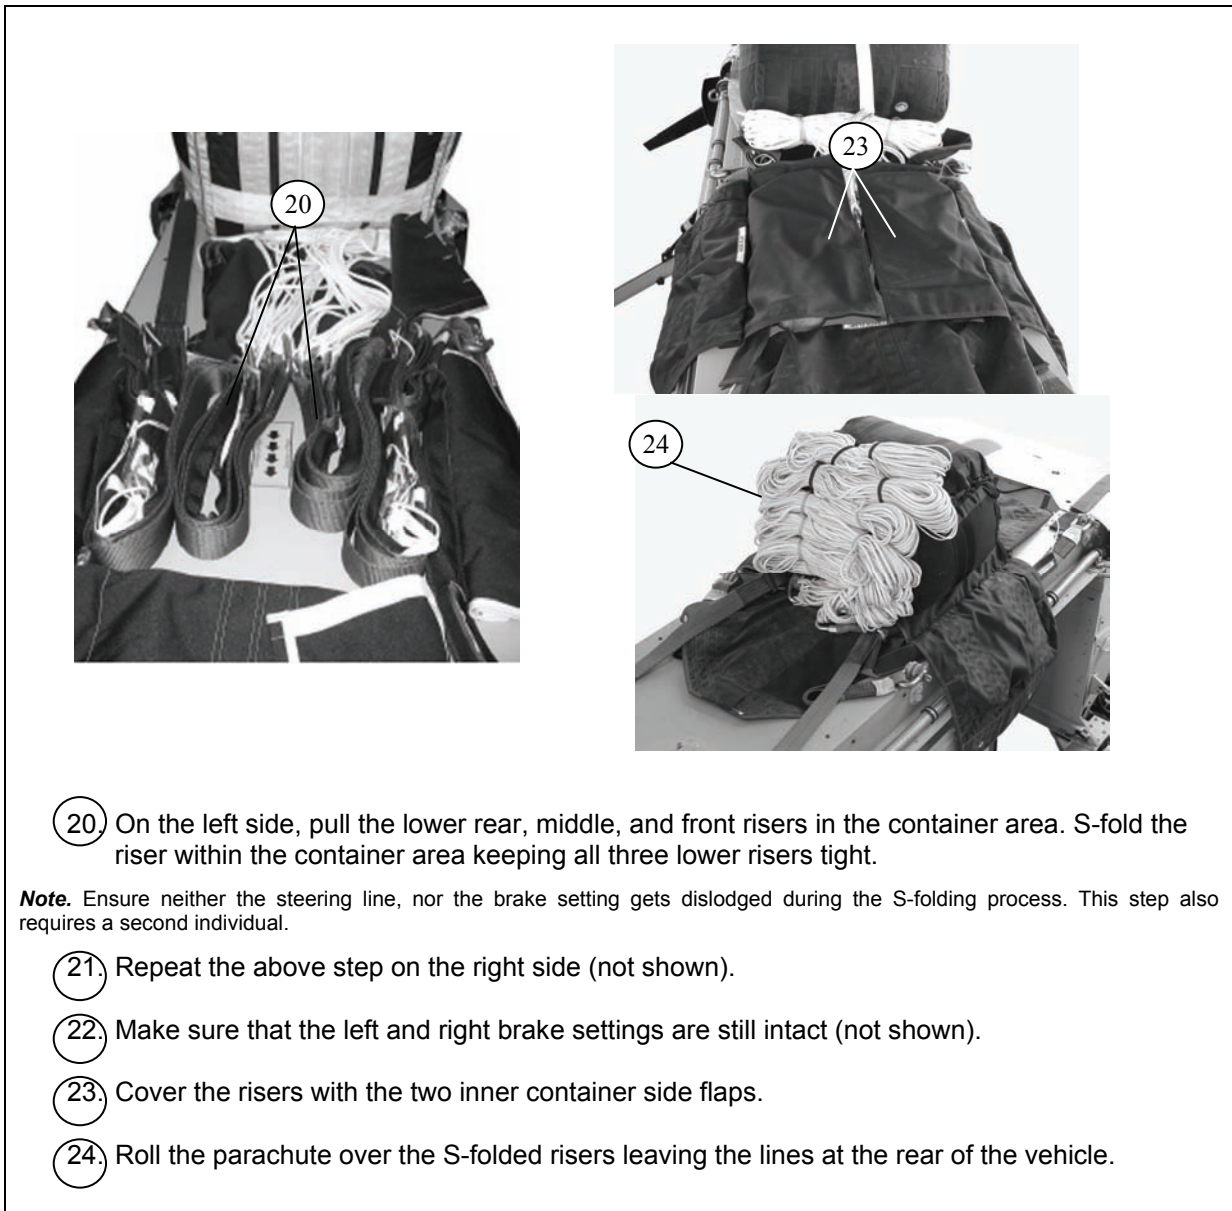 20
23
24
20. On the left side, pull the lower rear, middle, and front risers in the container area. S-fold the
riser within the container area keeping all three lower risers tight.
Note. Ensure neither the steering line, nor the brake setting gets dislodged during the S-folding process. This step also
requires a second individual.
21. Repeat the above step on the right side (not shown).
22. Make sure that the left and right brake settings are still intact (not shown).
23. Cover the risers with the two inner container side flaps.
24. Roll the parachute over the S-folded risers leaving the lines at the rear of the vehicle.